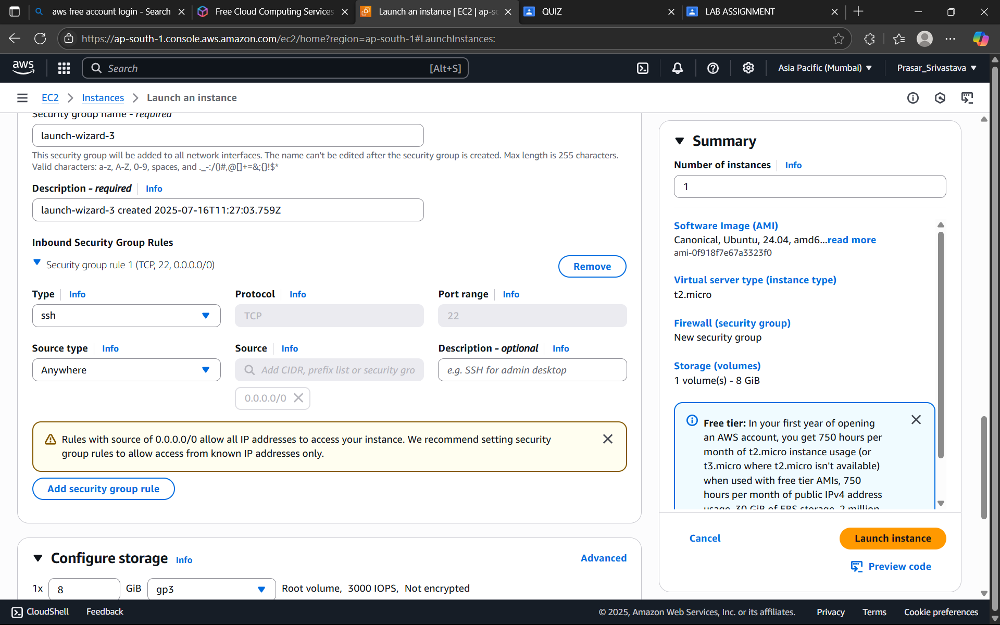 aws free account login - Search
Free Cloud Computing Services
Launch an instance | EC2 | ap-sc
QUIZ
LAB ASSIGNMENT
https://ap-south-1.console.aws.amazon.com/ec2/home?region=ap-south-1#LaunchInstances:
aws
Search
[Alt+S]
Asia Pacific (Mumbai)
Prasar_Srivastava
EC2
Instances
Launch an instance
Security group name - required
launch-wizard-3
This security group will be added to all network interfaces. The name can't be edited after the security group is created. Max length is 255 characters.
Valid characters: a-z, A-Z, 0-9, spaces, and ._-:/()#,@[]+=&;{}!$*
Description - required
Info
launch-wizard-3 created 2025-07-16T11:27:03.759Z
Inbound Security Group Rules
Security group rule 1 (TCP, 22, 0.0.0.0/0)
Remove
Type
Info
Protocol
Info
Port range
Info
ssh
TCP
22
Source type
Info
Source
Info
Description - optional
Info
Anywhere
Add CIDR, prefix list or security gro
e.g. SSH for admin desktop
0.0.0.0/0
Rules with source of 0.0.0.0/0 allow all IP addresses to access your instance. We recommend setting security
group rules to allow access from known IP addresses only.
Add security group rule
Configure storage
Info
Advanced
1x
8
GiB
gp3
Root volume, 3000 IOPS, Not encrypted
Summary
Number of instances
Info
1
Software Image (AMI)
Canonical, Ubuntu, 24.04, amd6...read more
ami-0f918f7e67a3323f0
Virtual server type (instance type)
t2.micro
Firewall (security group)
New security group
Storage (volumes)
1 volume(s) - 8 GiB
Free tier: In your first year of opening
an AWS account, you get 750 hours per
month of t2.micro instance usage (or
t3.micro where t2.micro isn't available)
when used with free tier AMIs, 750
hours per month of public IPv4 address
usage, 30 GiB of EBS storage, 2 million
Cancel
Launch instance
Preview code
CloudShell
Feedback
© 2025, Amazon Web Services, Inc. or its affiliates.
Privacy
Terms
Cookie preferences